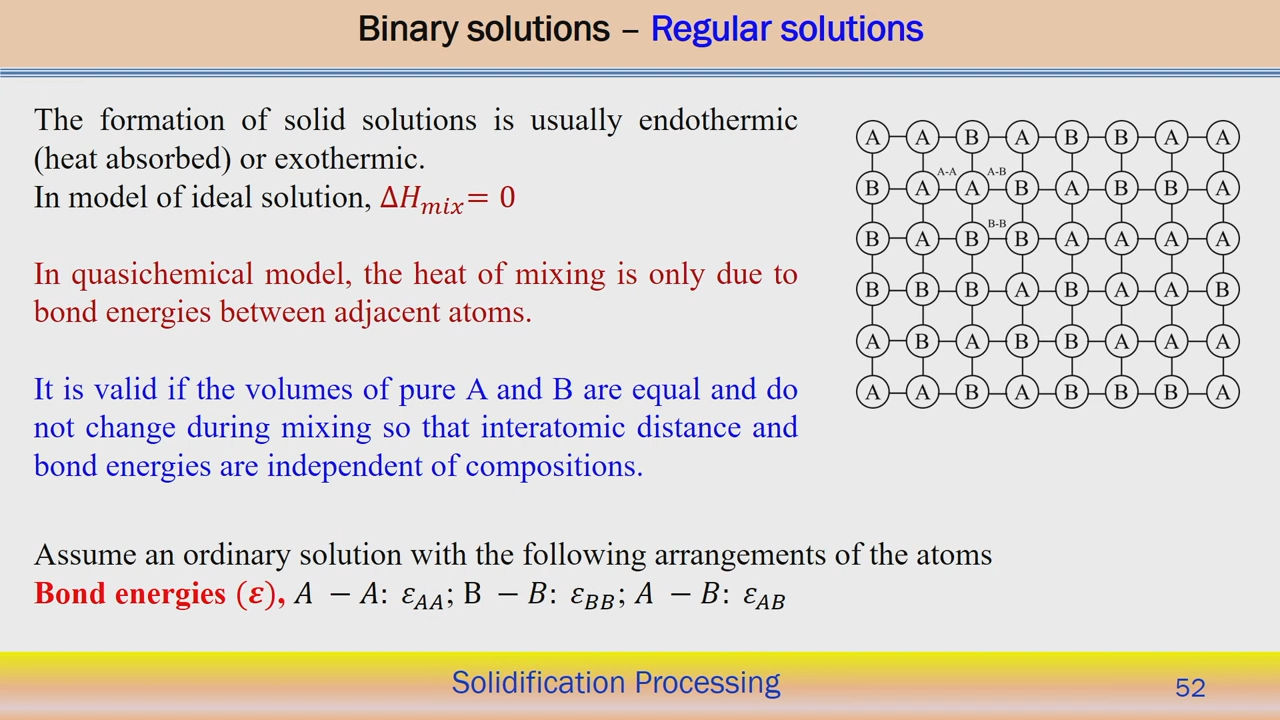 Binary solutions – Regular solutions
The formation of solid solutions is usually endothermic
(heat absorbed) or exothermic.
In model of ideal solution, ΔH_mix = 0
In quasichemical model, the heat of mixing is only due to
bond energies between adjacent atoms.
It is valid if the volumes of pure A and B are equal and do
not change during mixing so that interatomic distance and
bond energies are independent of compositions.
A A B A B B A A
A-A A-B
B A A B A B B A
B-B
B A B B A A A A
B B B A B A A B
A B A B B A A A
A A B A B B B A
Assume an ordinary solution with the following arrangements of the atoms
Bond energies (ε), A − A: ε_AA; B − B: ε_BB; A − B: ε_AB
Solidification Processing
52